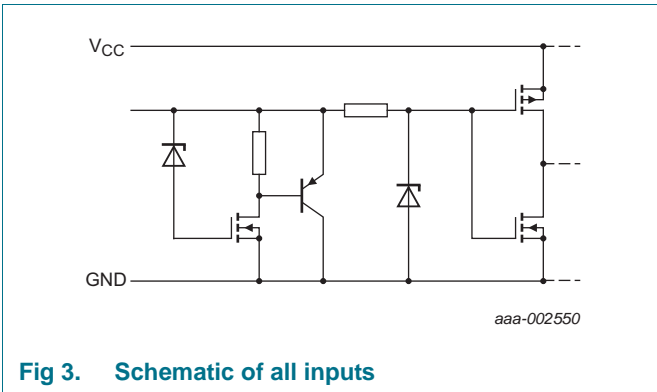 VCC
GND
aaa-002550
Fig 3. Schematic of all inputs